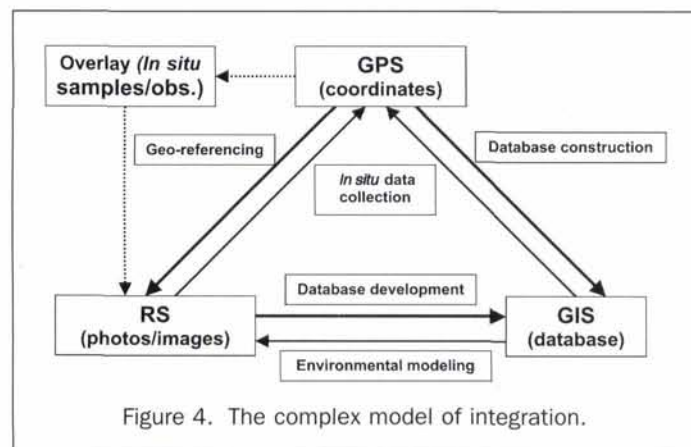 Overlay (In situ
samples/obs.)
GPS
(coordinates)
Geo-referencing
Database construction
In situ data
collection
Database development
RS
(photos/images)
GIS
(database)
Environmental modeling
Figure 4. The complex model of integration.